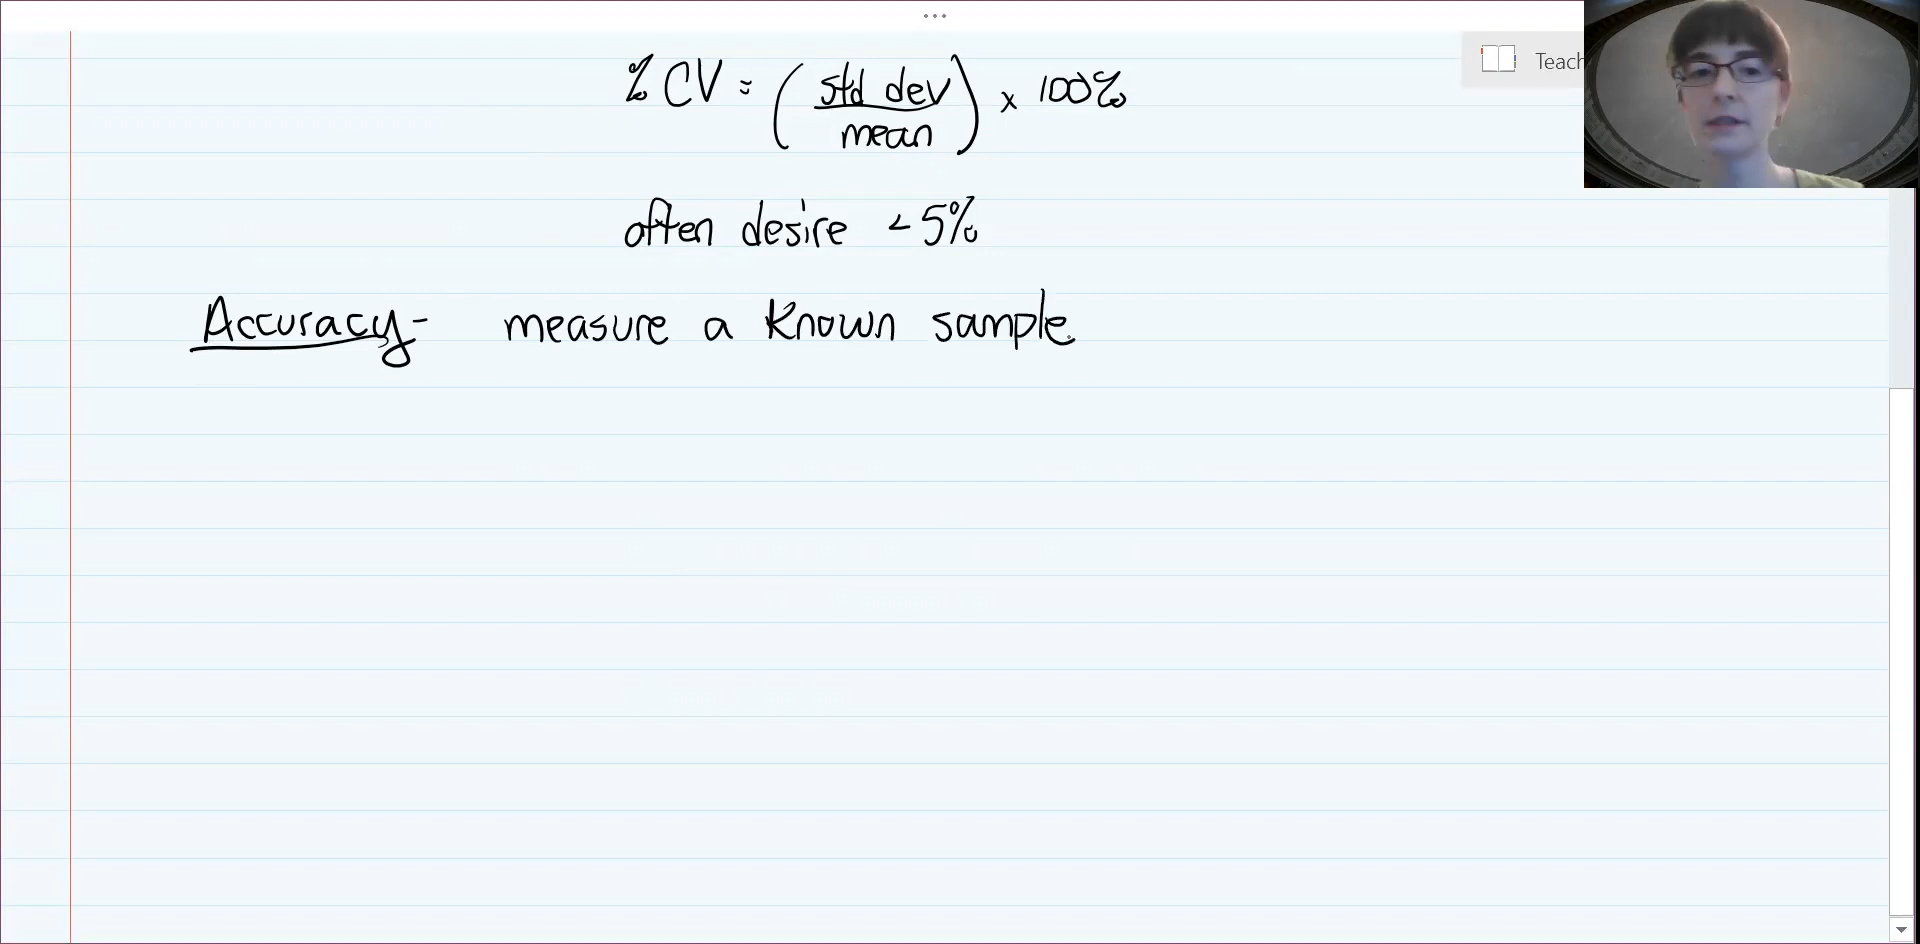 % CV = (std dev / mean) x 100%
Teach
often desire < 5%
Accuracy - measure a known sample.